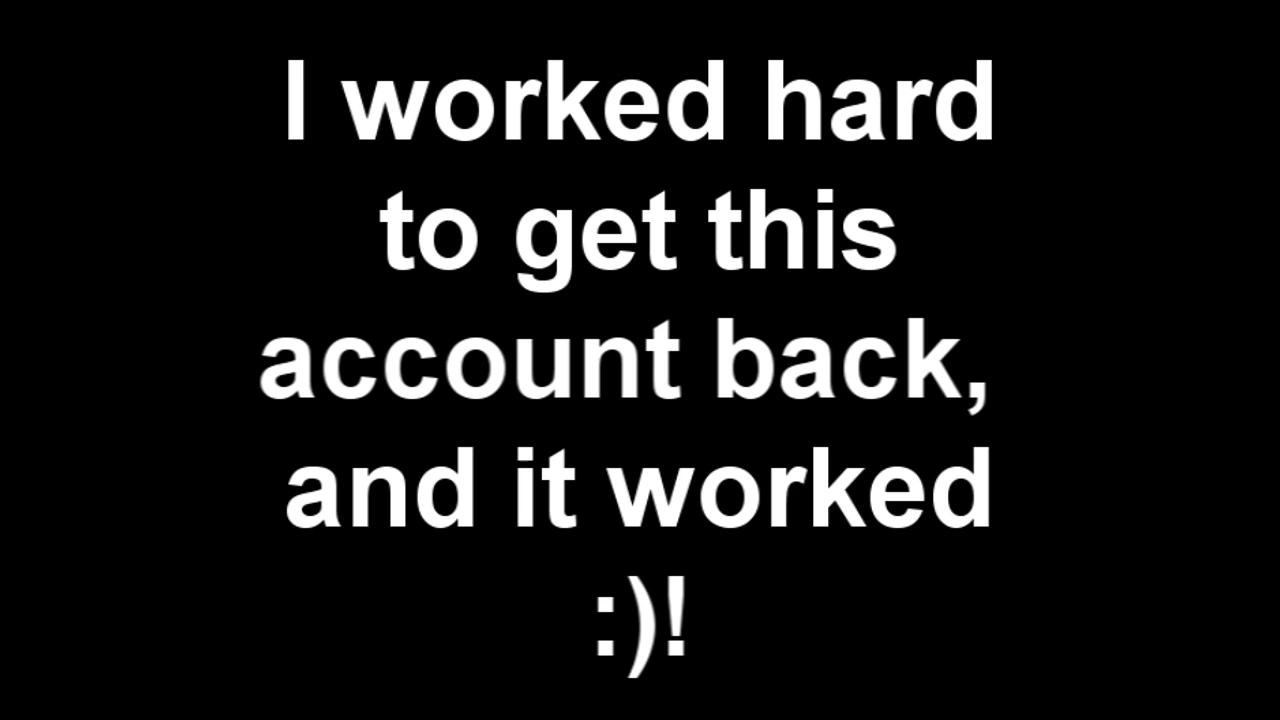 I worked hard
to get this
account back,
and it worked
:)!